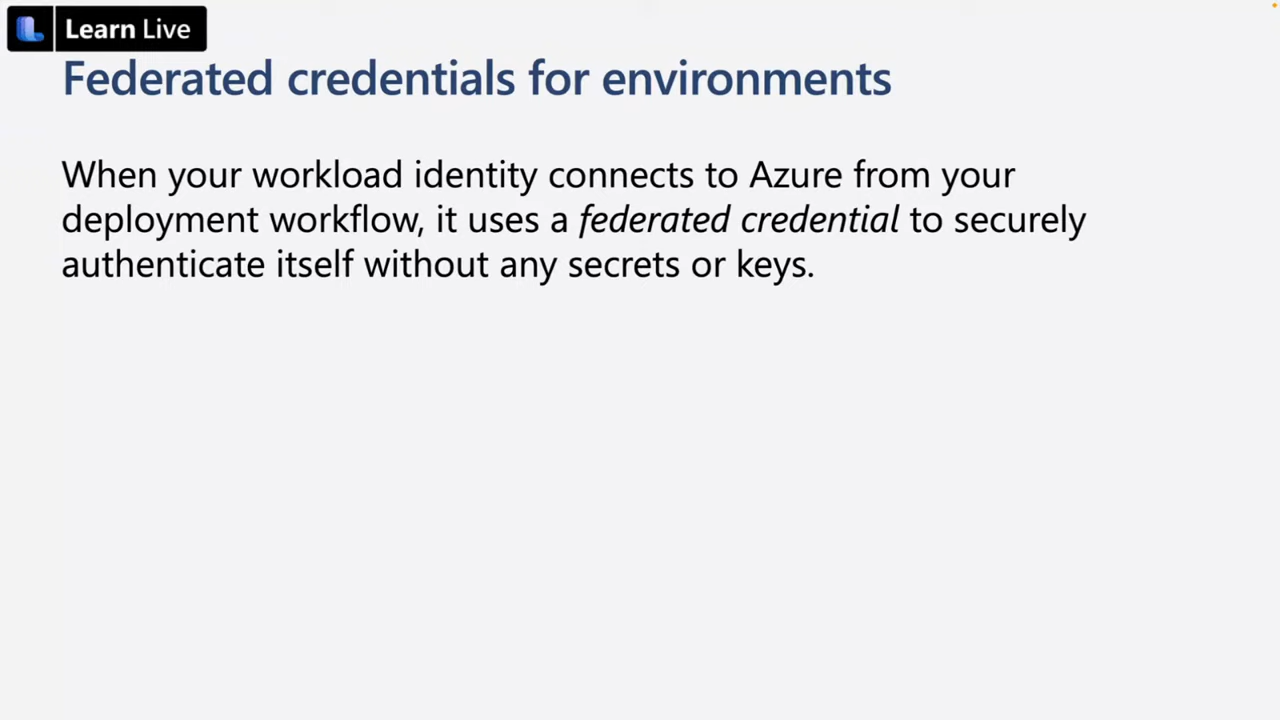 Learn Live
Federated credentials for environments
When your workload identity connects to Azure from your
deployment workflow, it uses a federated credential to securely
authenticate itself without any secrets or keys.